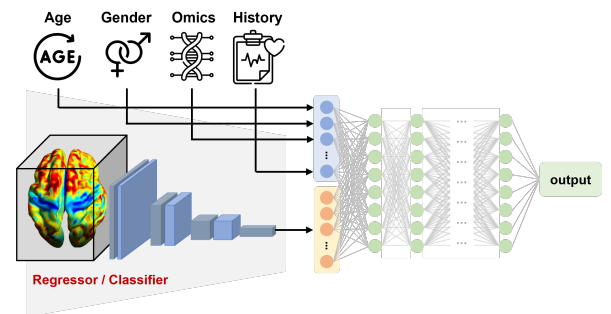 Age
Gender
Omics
History
AGE
output
Regressor / Classifier